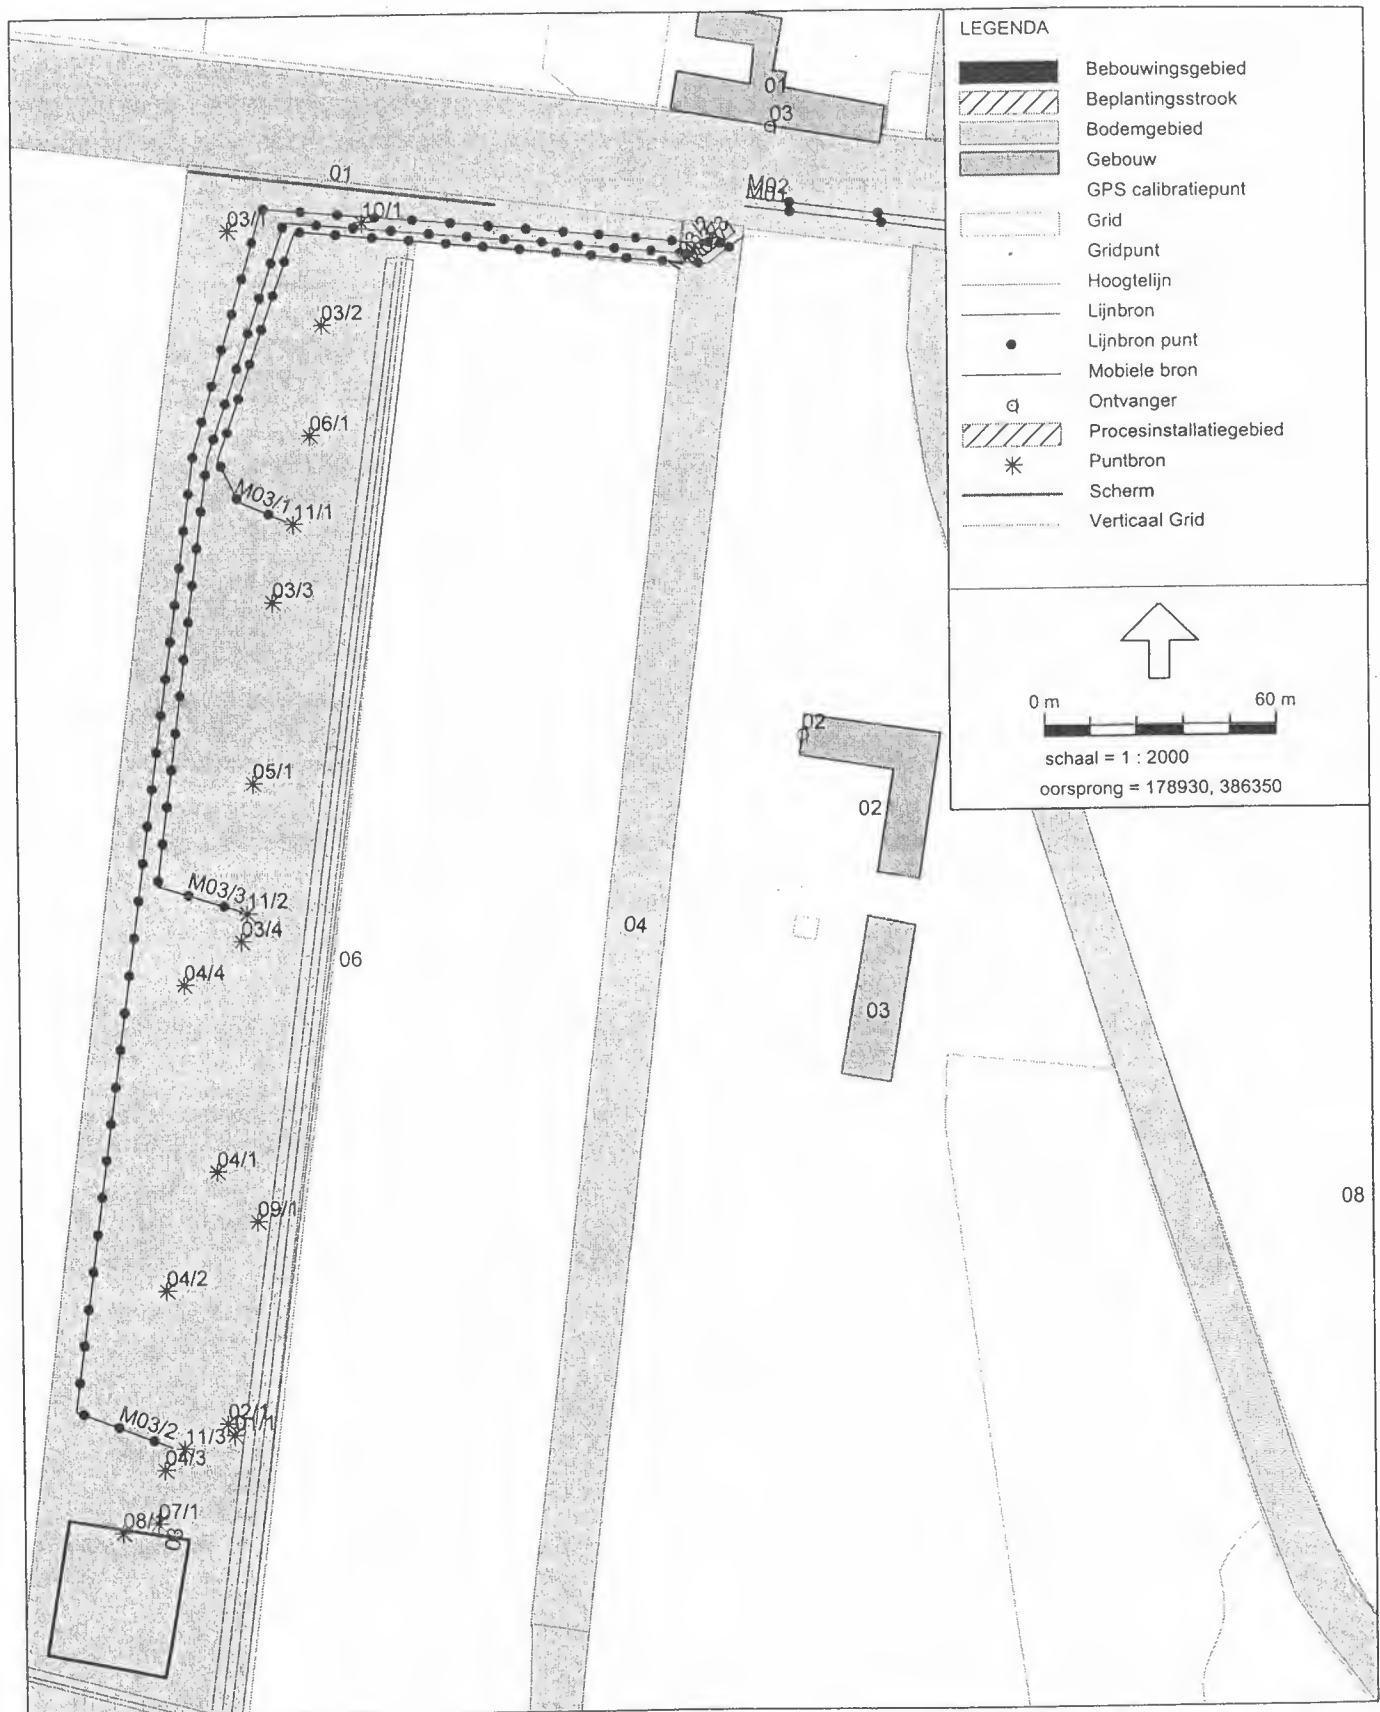 LEGENDA
Bebouwingsgebied
Beplantingsstrook
Bodemgebied
Gebouw
GPS calibratiepunt
Grid
Gridpunt
Hoogtelijn
Lijnbron
Lijnbron punt
Mobiele bron
Ontvanger
Procesinstallatiegebied
Puntbron
Scherm
Verticaal Grid
0 m 60 m
schaal = 1 : 2000
oorsprong = 178930, 386350
01
03
01
M02
M01
03/
10/1
03/2
06/1
M03/1
11/1
03/3
02
05/1
02
M03/3
11/2
03/4
04
06
04/4
03
04/1
08
09/1
04/2
02/1
01/1
M03/2
11/3
04/3
07/1
08/1
03